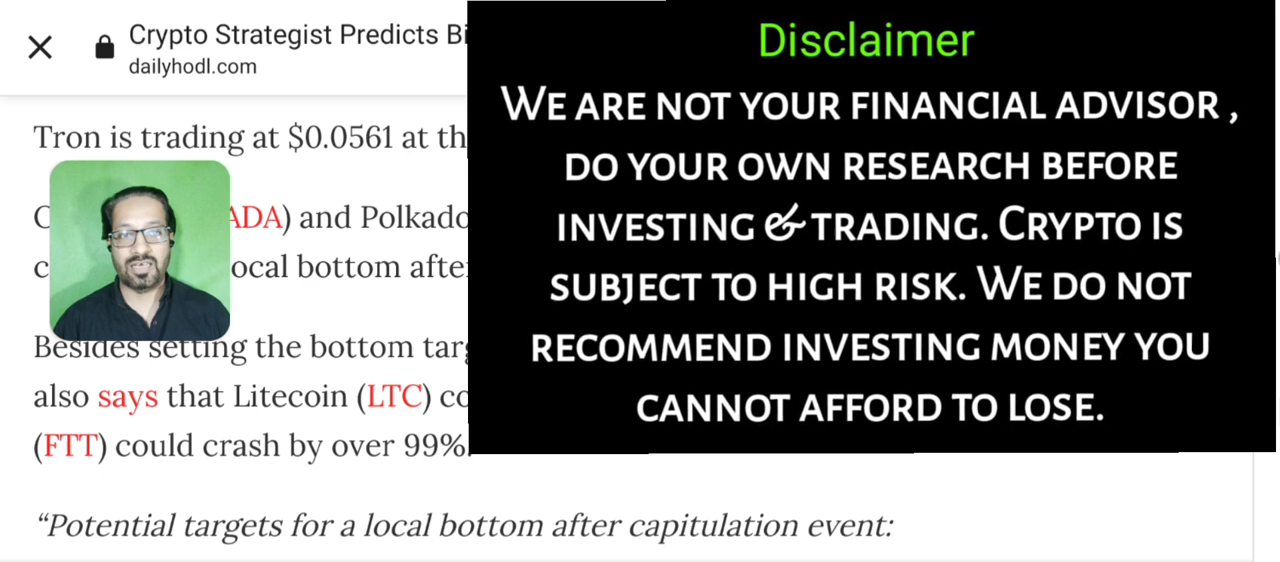 Crypto Strategist Predicts Bi
dailyhodl.com
Tron is trading at $0.0561 at th
C ADA) and Polkado
c ocal bottom afte
Besides setting the bottom targ
also says that Litecoin (LTC) co
(FTT) could crash by over 99%.
“Potential targets for a local bottom after capitulation event:
Disclaimer
WE ARE NOT YOUR FINANCIAL ADVISOR ,
DO YOUR OWN RESEARCH BEFORE
INVESTING & TRADING. CRYPTO IS
SUBJECT TO HIGH RISK. WE DO NOT
RECOMMEND INVESTING MONEY YOU
CANNOT AFFORD TO LOSE.